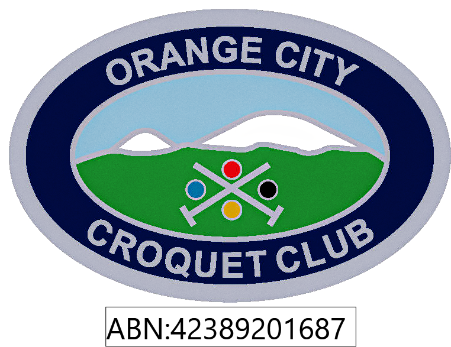 ORANGE CITY
CROQUET CLUB
ABN:42389201687